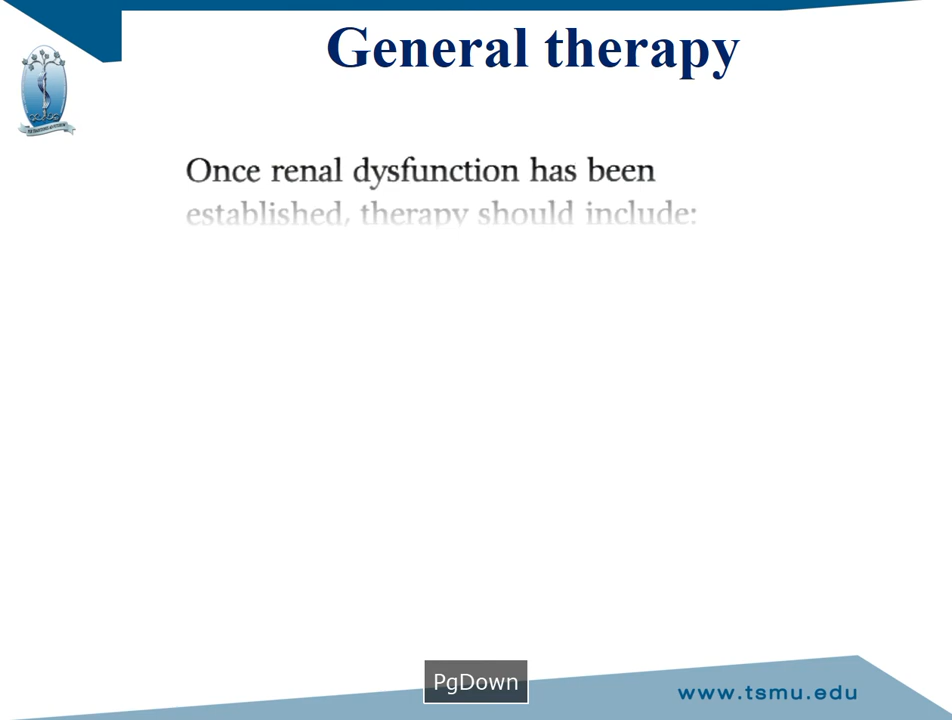 General therapy
Once renal dysfunction has been
established, therapy should include:
PgDown
www.tsmu.edu